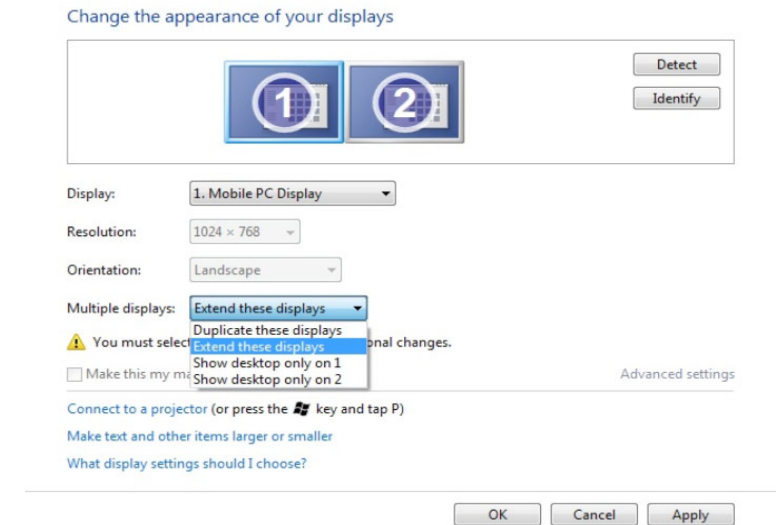 Change the appearance of your displays
1
2
Detect
Identify
Display:
1. Mobile PC Display
Resolution:
1024 × 768
Orientation:
Landscape
Multiple displays:
Extend these displays
Duplicate these displays
Extend these displays
Show desktop only on 1
Show desktop only on 2
You must select
onal changes.
Make this my m
Advanced settings
Connect to a projector (or press the key and tap P)
Make text and other items larger or smaller
What display settings should I choose?
OK
Cancel
Apply